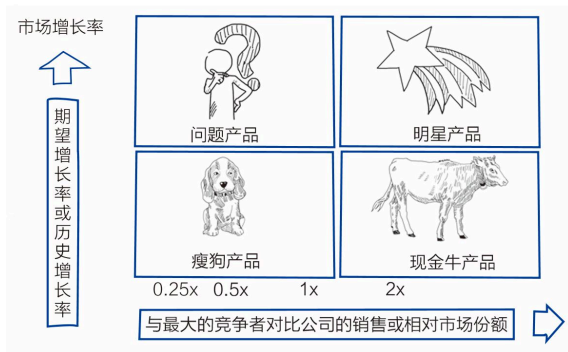 市场增长率
期望增长率或历史增长率
问题产品
明星产品
瘦狗产品
现金牛产品
0.25x 0.5x 1x 2x
与最大的竞争者对比公司的销售或相对市场份额